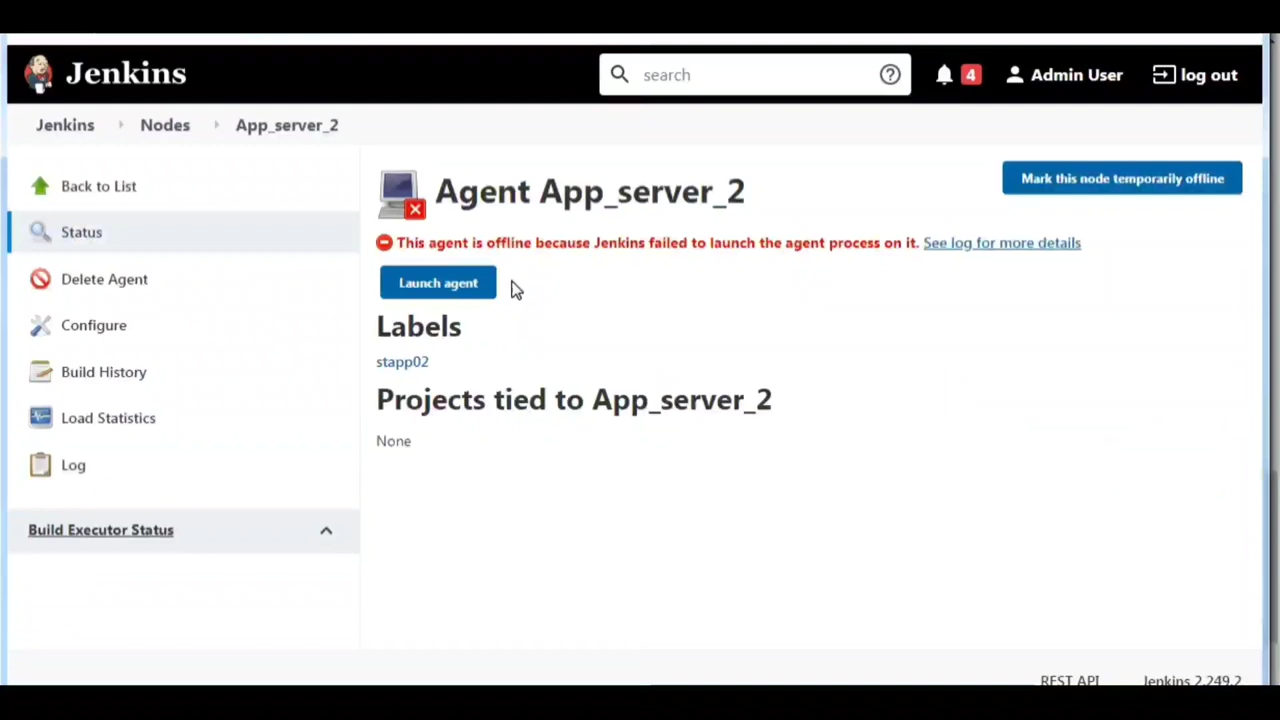 Jenkins
search
4
Admin User
log out
Jenkins
Nodes
App_server_2
Back to List
Status
Delete Agent
Configure
Build History
Load Statistics
Log
Build Executor Status
Agent App_server_2
Mark this node temporarily offline
This agent is offline because Jenkins failed to launch the agent process on it. See log for more details
Launch agent
Labels
stapp02
Projects tied to App_server_2
None
REST API
Jenkins 2.249.2